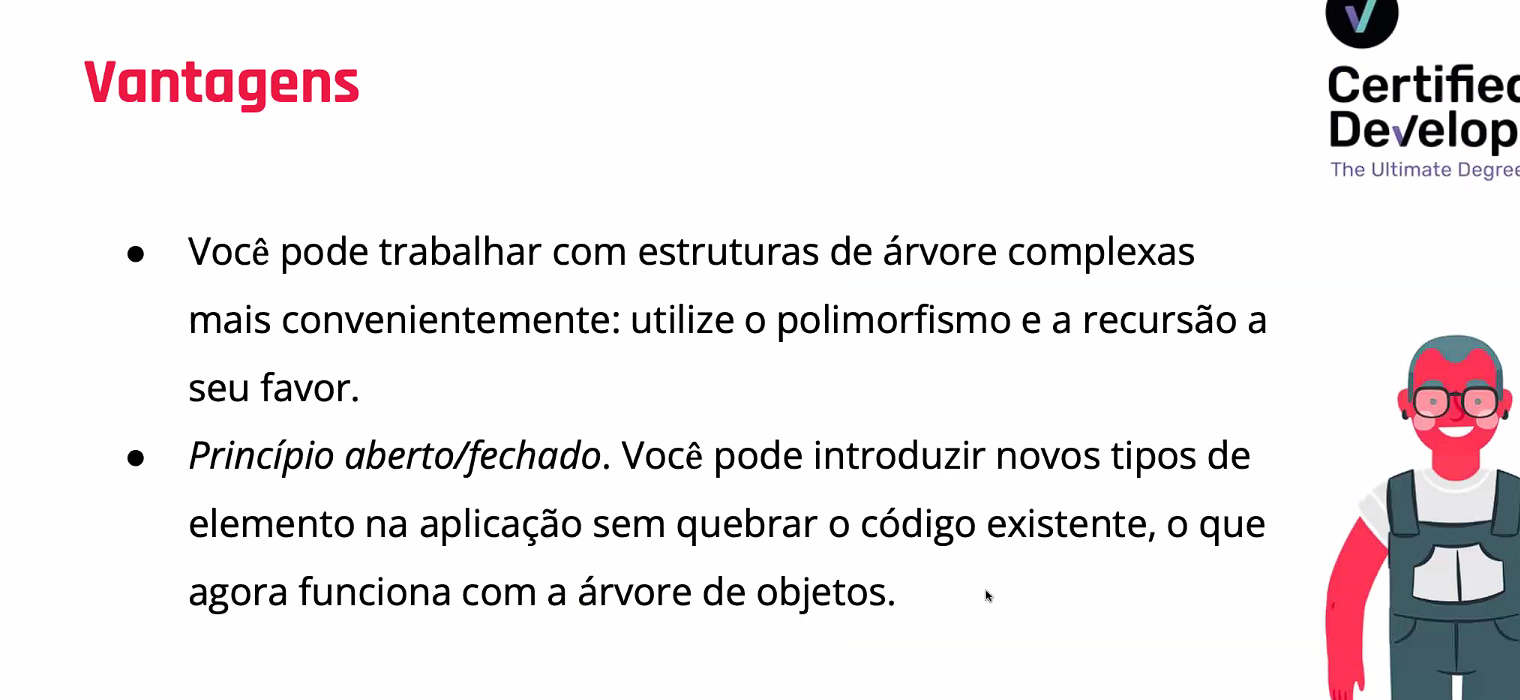 Vantagens
Certified
Develop
The Ultimate Degree
● Você pode trabalhar com estruturas de árvore complexas
mais convenientemente: utilize o polimorfismo e a recursão a
seu favor.
● Princípio aberto/fechado. Você pode introduzir novos tipos de
elemento na aplicação sem quebrar o código existente, o que
agora funciona com a árvore de objetos.